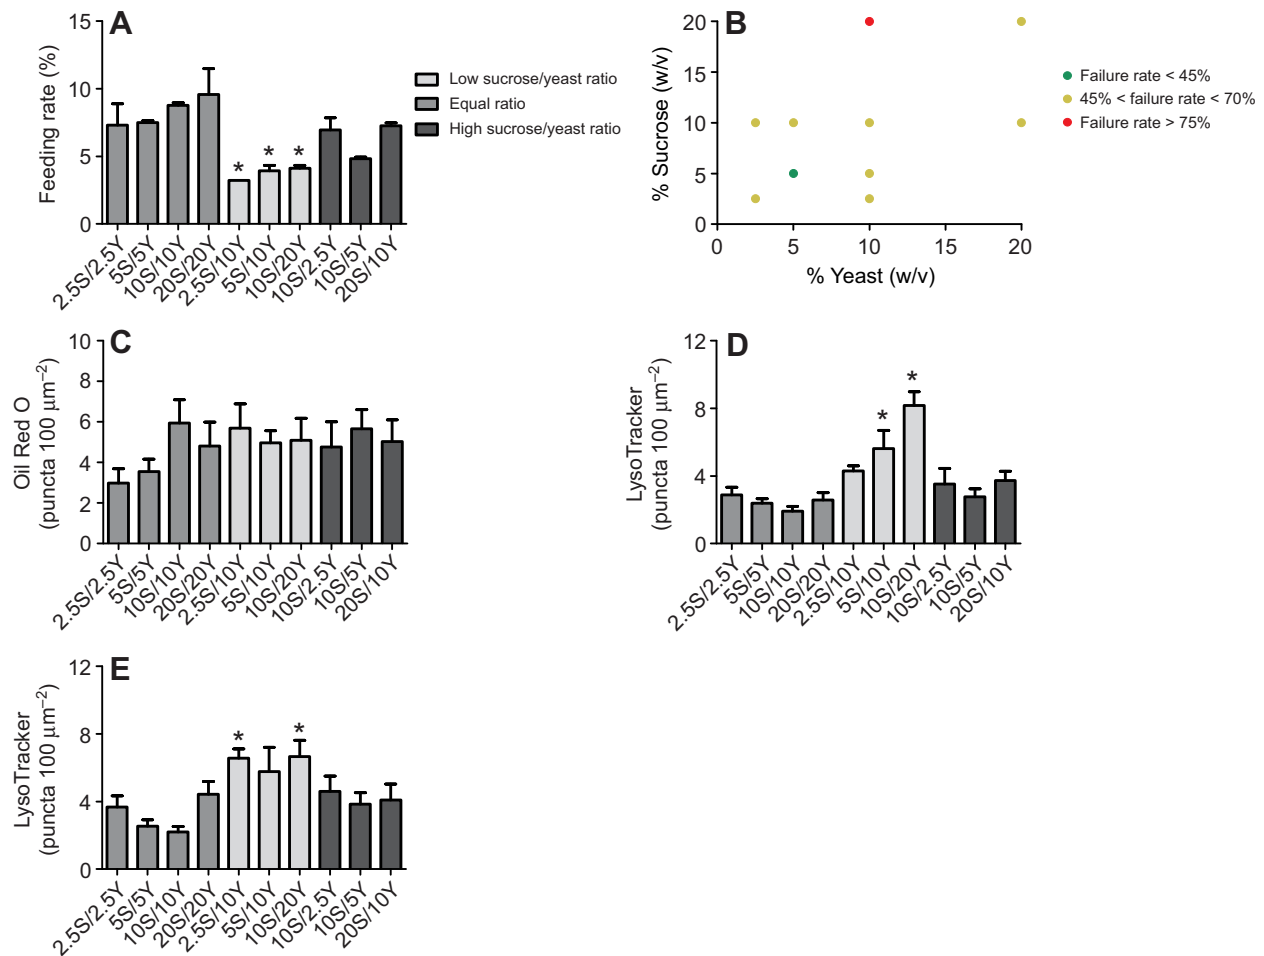 A
Feeding rate (%)
15
10
5
0
2.5S/2.5Y
5S/5Y
10S/10Y
20S/20Y
2.5S/10Y
5S/10Y
10S/20Y
10S/2.5Y
10S/5Y
20S/10Y
* * *
Low sucrose/yeast ratio
Equal ratio
High sucrose/yeast ratio
B
% Sucrose (w/v)
20
15
10
5
0
0 5 10 15 20
% Yeast (w/v)
Failure rate < 45%
45% < failure rate < 70%
Failure rate > 75%
C
Oil Red O
(puncta 100 µm⁻²)
10
8
6
4
2
0
2.5S/2.5Y
5S/5Y
10S/10Y
20S/20Y
2.5S/10Y
5S/10Y
10S/20Y
10S/2.5Y
10S/5Y
20S/10Y
D
LysoTracker
(puncta 100 µm⁻²)
12
8
4
0
* *
2.5S/2.5Y
5S/5Y
10S/10Y
20S/20Y
2.5S/10Y
5S/10Y
10S/20Y
10S/2.5Y
10S/5Y
20S/10Y
E
LysoTracker
(puncta 100 µm⁻²)
12
8
4
0
* *
2.5S/2.5Y
5S/5Y
10S/10Y
20S/20Y
2.5S/10Y
5S/10Y
10S/20Y
10S/2.5Y
10S/5Y
20S/10Y